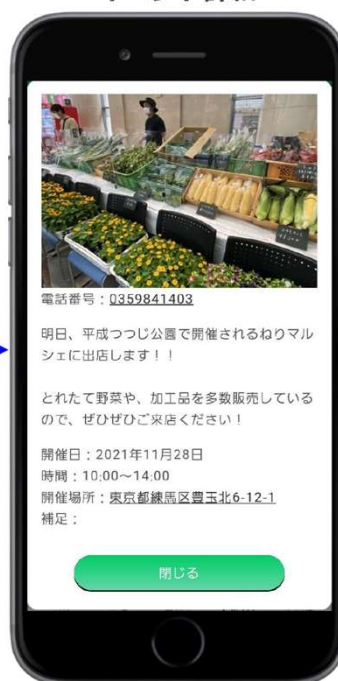 電話番号：0359841403
明日、平成つつじ公園で開催されるねりマル
シェに出店します！！
とれたて野菜や、加工品を多数販売している
ので、ぜひぜひご来店ください！
開催日：2021年11月28日
時間：10:00～14:00
開催場所：東京都練馬区豊玉北6-12-1
補足：
閉じる